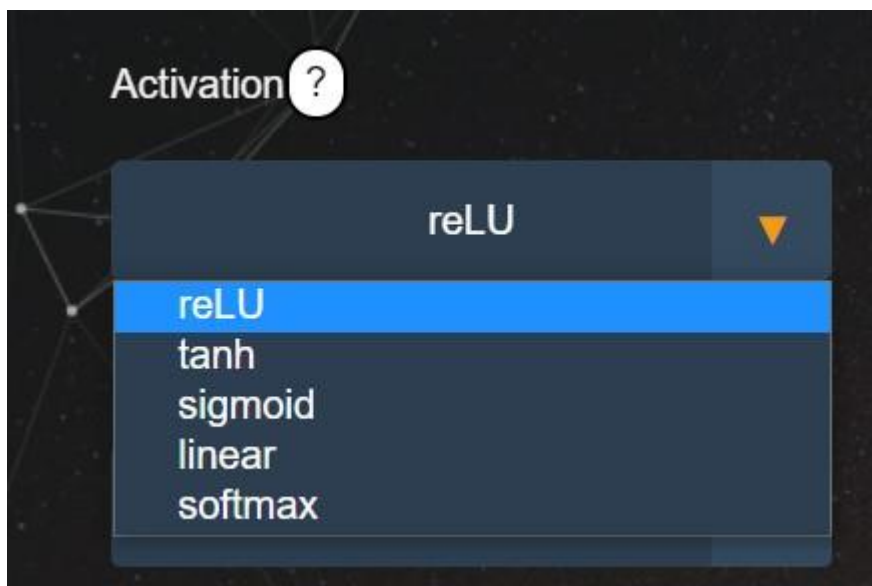 Activation ?
reLU
reLU
tanh
sigmoid
linear
softmax